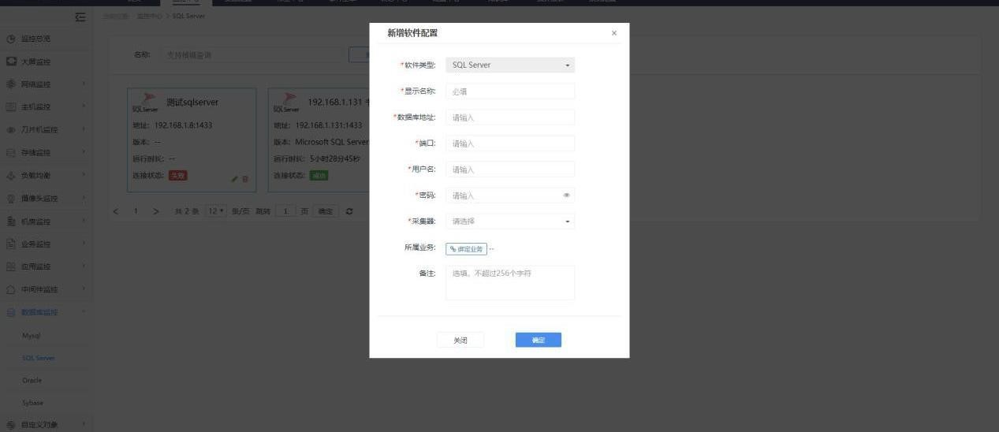 监控中心 > SQL Server
监控总览
大屏监控
网络监控
主机监控
刀片机监控
存储监控
负载均衡
摄像头监控
机房监控
业务监控
应用监控
中间件监控
数据库监控
Mysql
SQL Server
Oracle
Sybase
自定义对象
名称: 支持模糊查询
SQL Server 测试sqlserver
地址: 192.168.1.8:1433
版本: --
运行时长: --
连接状态: 失败
SQL Server 192.168.1.131
地址: 192.168.1.131:1433
版本: Microsoft SQL Server
运行时长: 5小时28分45秒
连接状态: 成功
< 1 > 共 2 条 12 条/页 跳转 1 页 确定
新增软件配置 ×
*软件类型: SQL Server
*显示名称: 必填
*数据库地址: 请输入
*端口: 请输入
*用户名: 请输入
*密码: 请输入
*采集器: 请选择
所属业务: 绑定业务 --
备注: 选填，不超过256个字符
关闭 确定